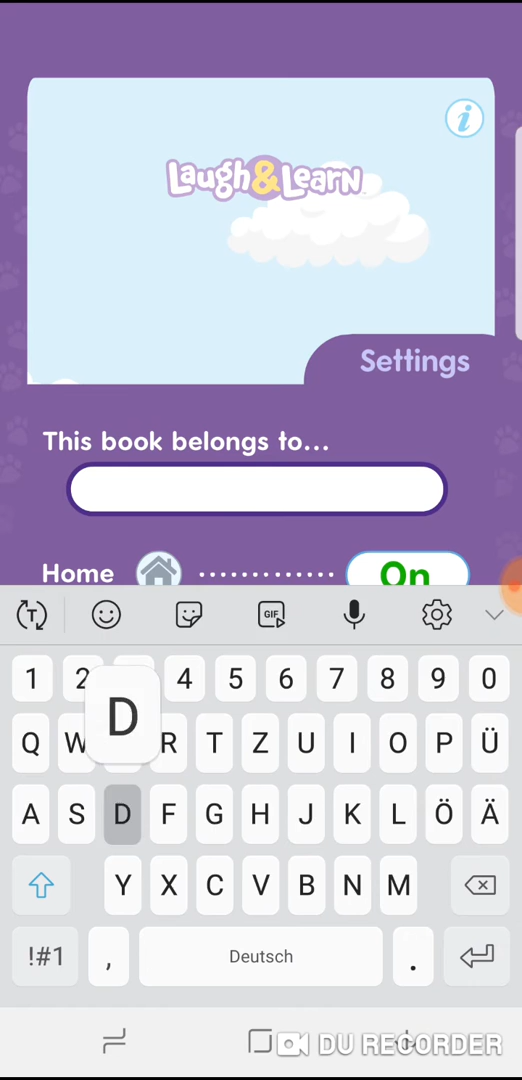 i
Laugh & Learn
Settings
This book belongs to...
Home .............. On
T GIF
1 2 4 5 6 7 8 9 0
D
Q W R T Z U I O P Ü
A S D F G H J K L Ö Ä
Y X C V B N M
!#1 , Deutsch .
DU RECORDER